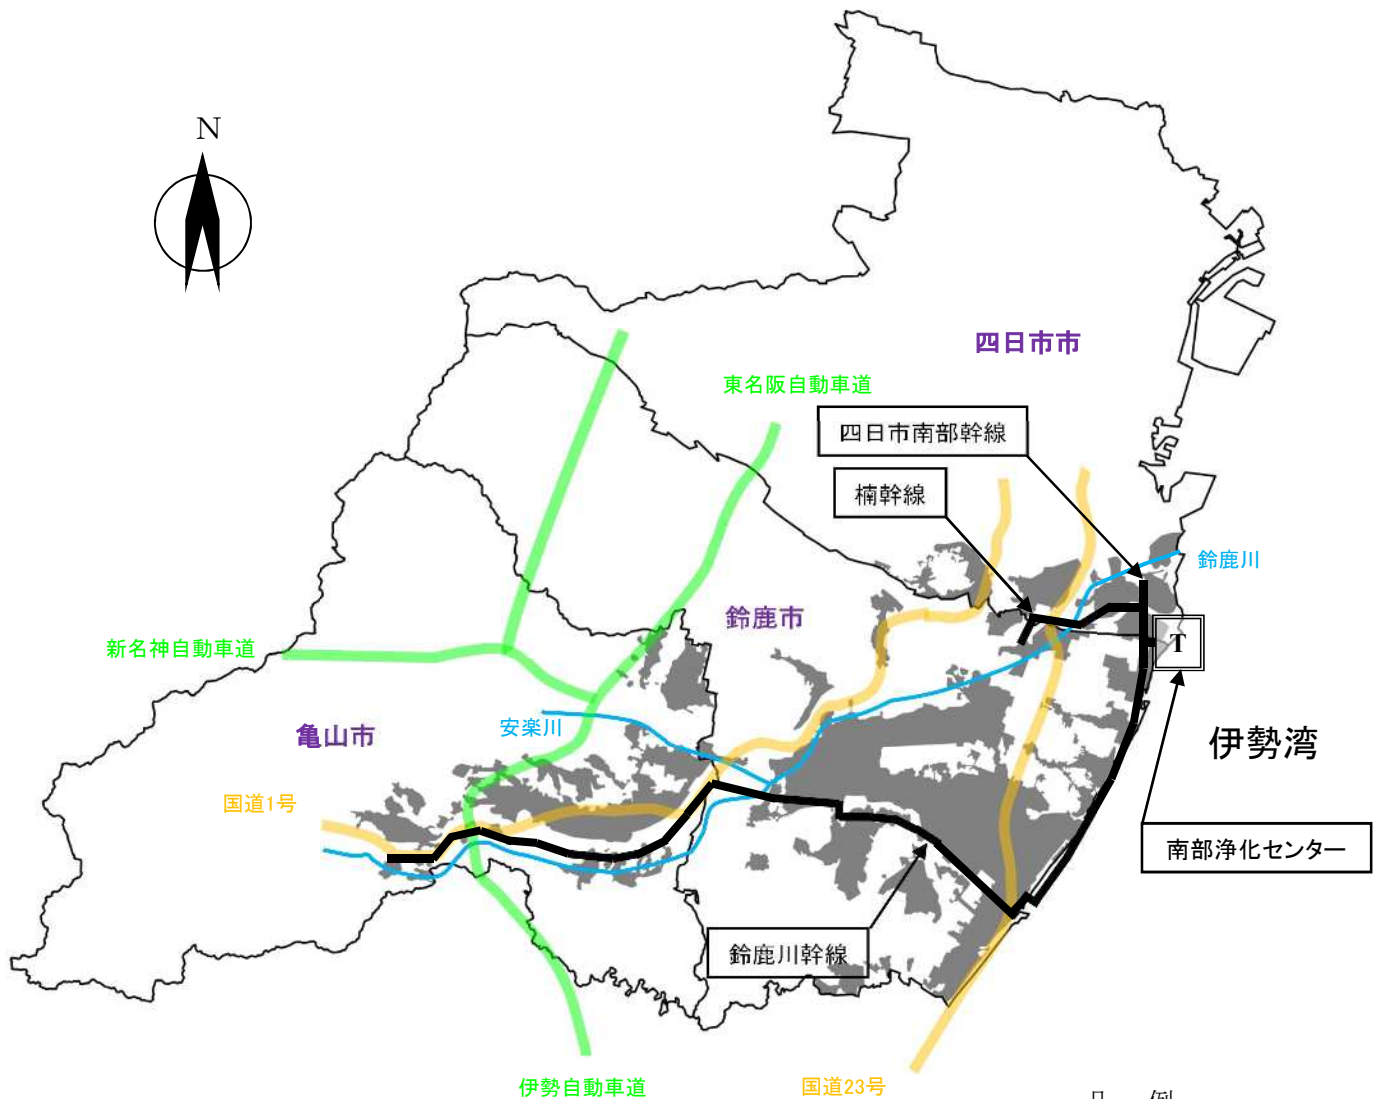 N
四日市市
東名阪自動車道
四日市南部幹線
楠幹線
鈴鹿川
鈴鹿市
新名神自動車道
T
安楽川
亀山市
伊勢湾
国道1号
南部浄化センター
鈴鹿川幹線
伊勢自動車道
国道23号
凡 例